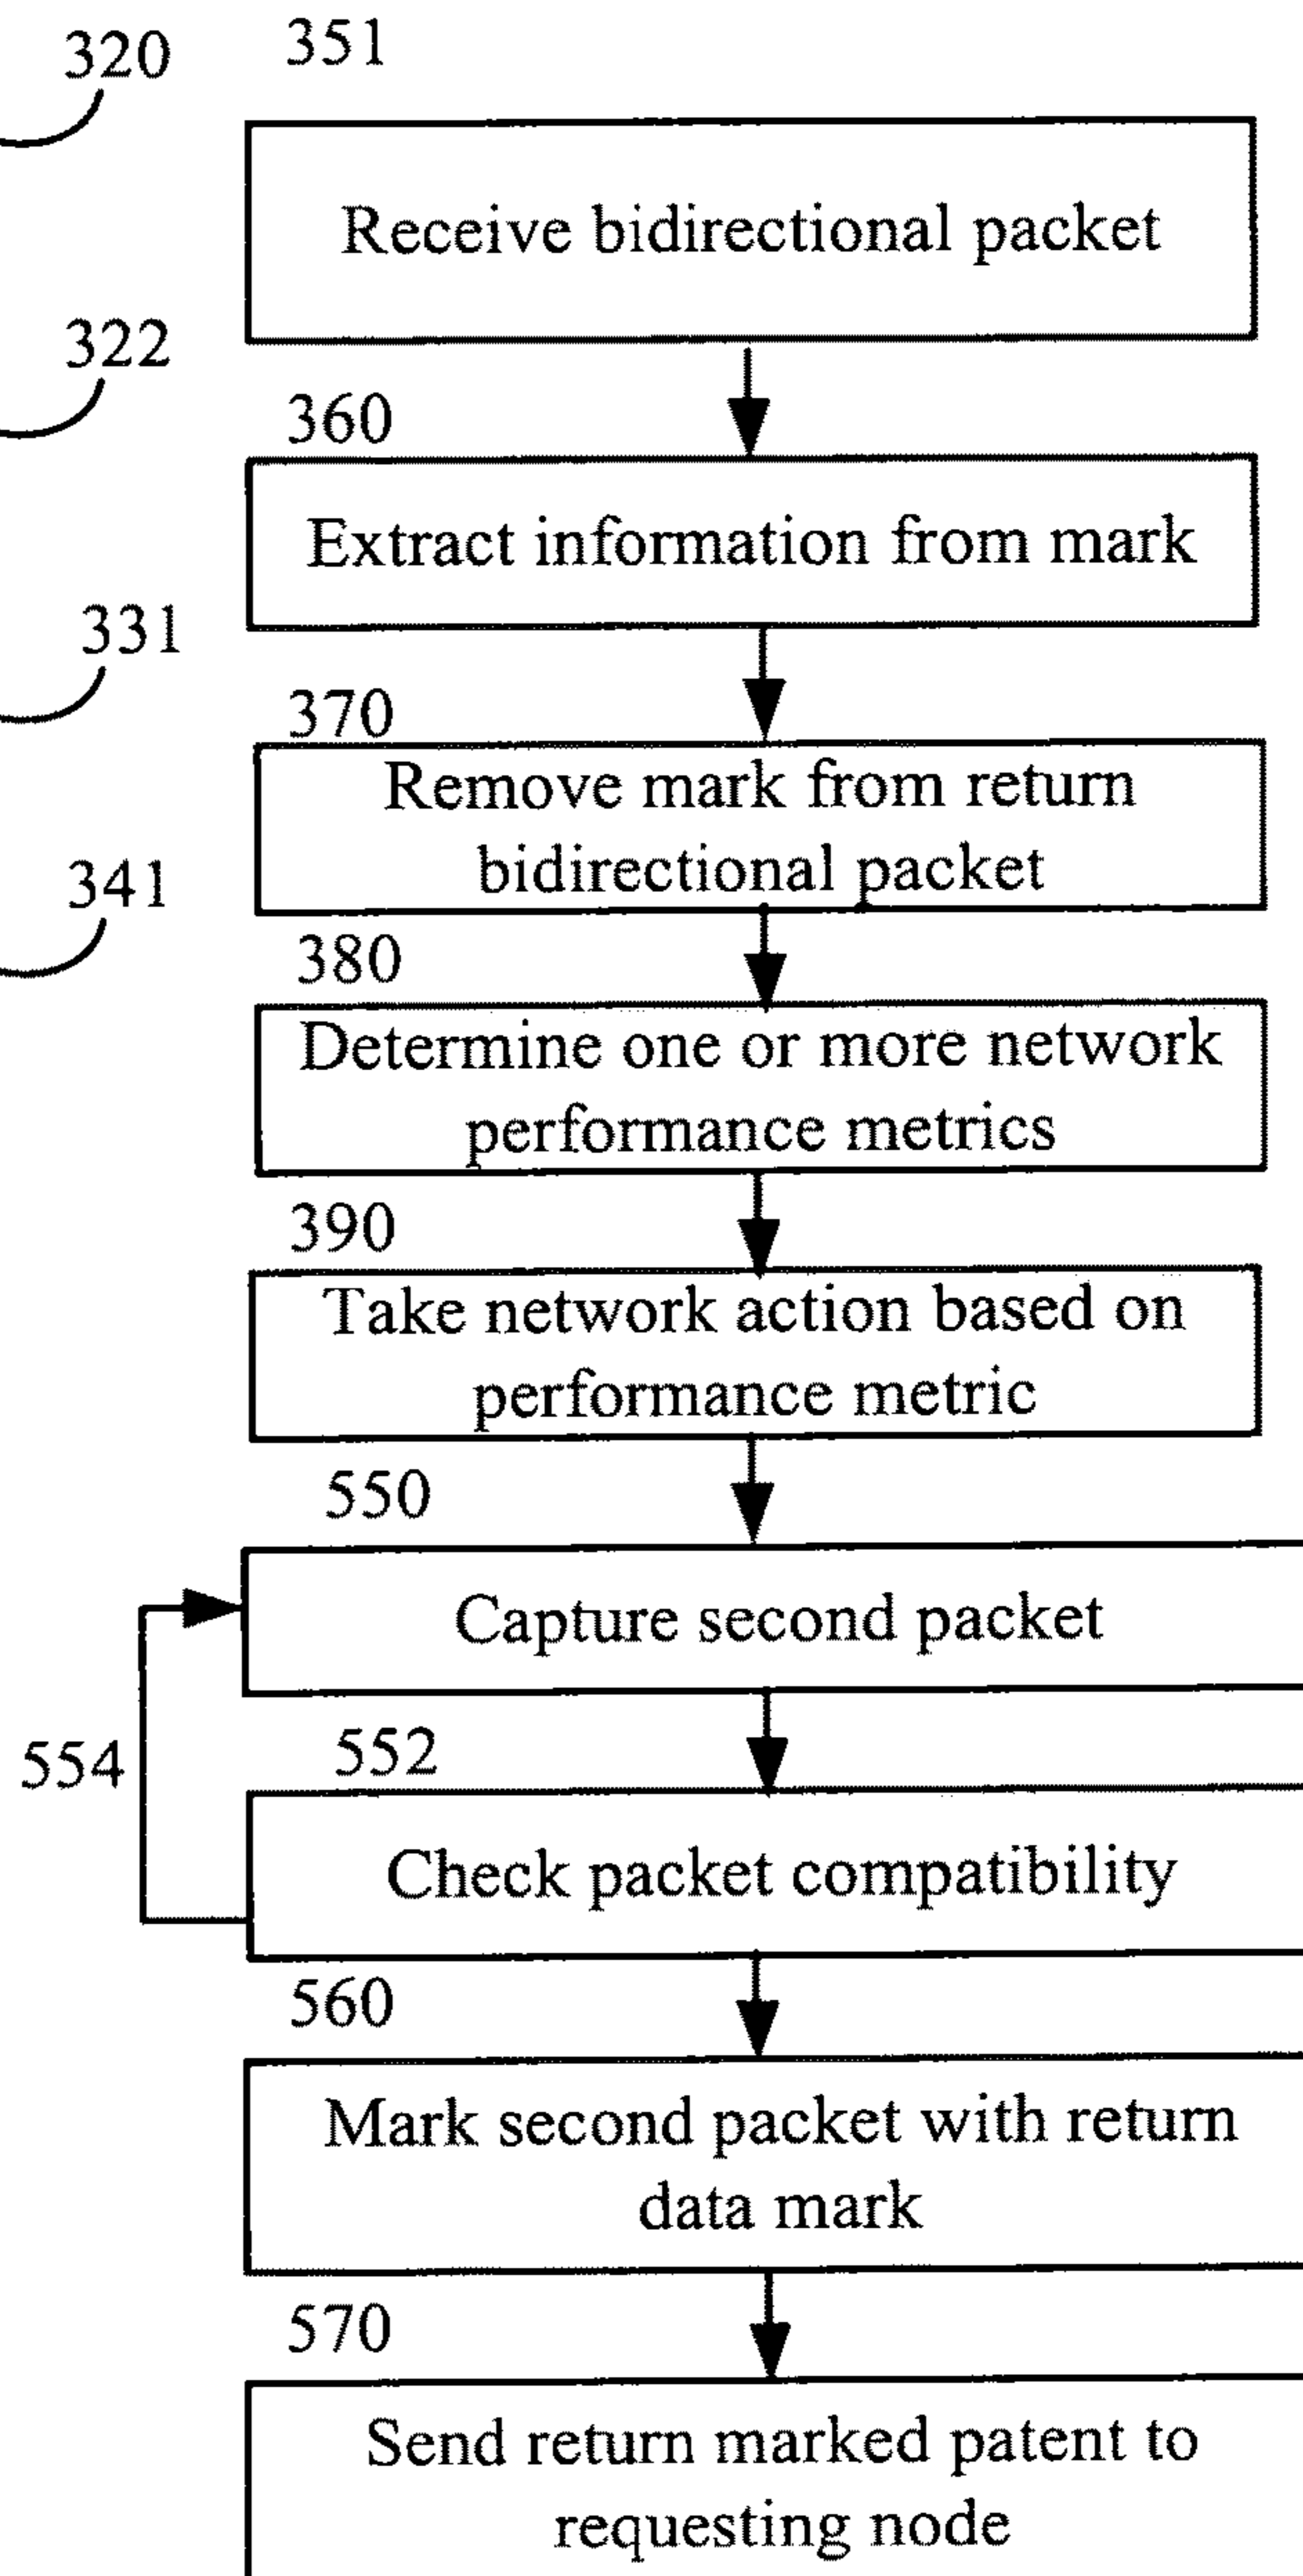 320
351
Receive bidirectional packet
322
360
Extract information from mark
331
370
Remove mark from return
bidirectional packet
341
380
Determine one or more network
performance metrics
390
Take network action based on
performance metric
550
Capture second packet
554
552
Check packet compatibility
560
Mark second packet with return
data mark
570
Send return marked patent to
requesting node